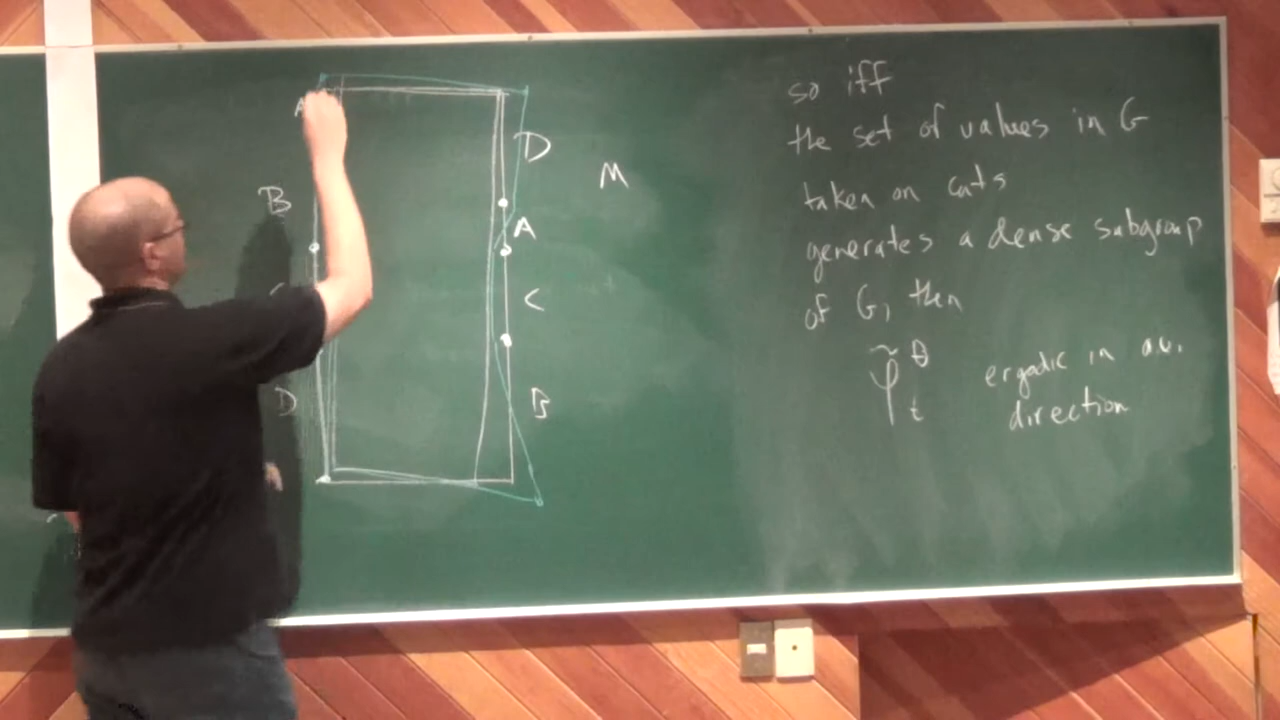 A
D
M
B
A
C
D
B
so iff
the set of values in G
taken on cuts
generates a dense subgroup
of G, then
φ̃ θ t ergodic in a.e.
direction